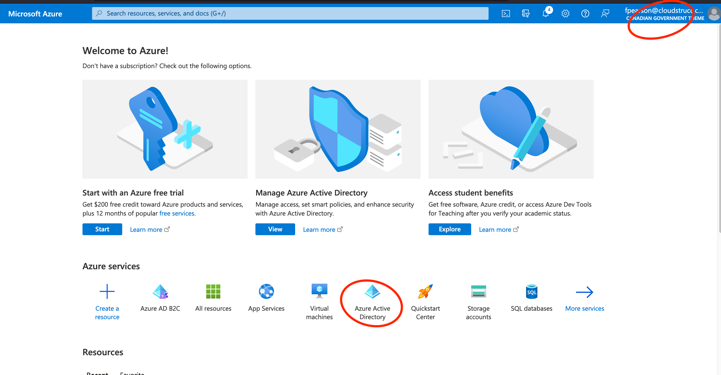 Microsoft Azure
Search resources, services, and docs (G+/)
4
fpearson@cloudstrucc.c...
CANADIAN GOVERNMENT THEME
Welcome to Azure!
Don't have a subscription? Check out the following options.
Start with an Azure free trial
Get $200 free credit toward Azure products and services,
plus 12 months of popular free services.
Start Learn more
Manage Azure Active Directory
Manage access, set smart policies, and enhance security
with Azure Active Directory.
View Learn more
Access student benefits
Get free software, Azure credit, or access Azure Dev Tools
for Teaching after you verify your academic status.
Explore Learn more
Azure services
Create a
resource
Azure AD B2C
All resources
App Services
Virtual
machines
Azure Active
Directory
Quickstart
Center
Storage
accounts
SQL
SQL databases
More services
Resources
Recent Favorite